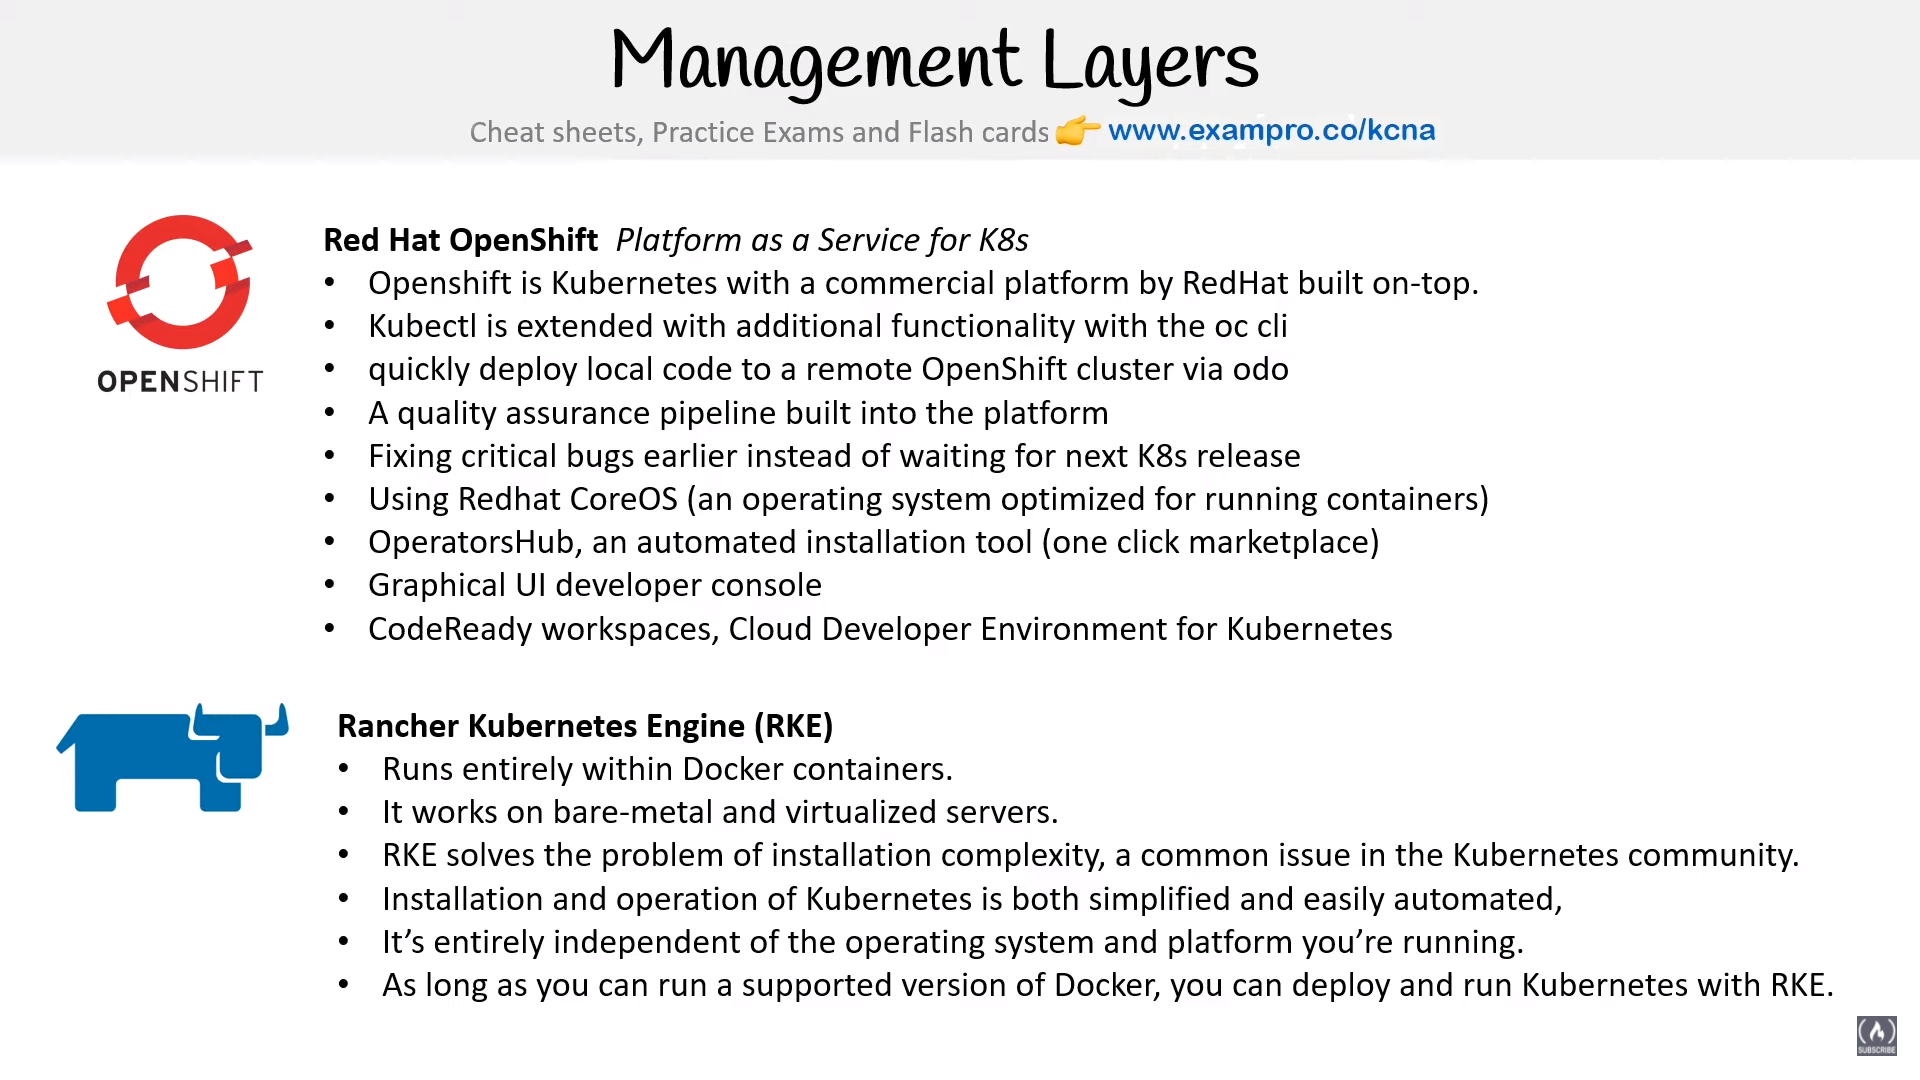 Management Layers
Cheat sheets, Practice Exams and Flash cards 👉 www.exampro.co/kcna
Red Hat OpenShift Platform as a Service for K8s
• Openshift is Kubernetes with a commercial platform by RedHat built on-top.
• Kubectl is extended with additional functionality with the oc cli
• quickly deploy local code to a remote OpenShift cluster via odo
• A quality assurance pipeline built into the platform
• Fixing critical bugs earlier instead of waiting for next K8s release
• Using Redhat CoreOS (an operating system optimized for running containers)
• OperatorsHub, an automated installation tool (one click marketplace)
• Graphical UI developer console
• CodeReady workspaces, Cloud Developer Environment for Kubernetes
OPENSHIFT
Rancher Kubernetes Engine (RKE)
• Runs entirely within Docker containers.
• It works on bare-metal and virtualized servers.
• RKE solves the problem of installation complexity, a common issue in the Kubernetes community.
• Installation and operation of Kubernetes is both simplified and easily automated,
• It’s entirely independent of the operating system and platform you’re running.
• As long as you can run a supported version of Docker, you can deploy and run Kubernetes with RKE.
SUBSCRIBE